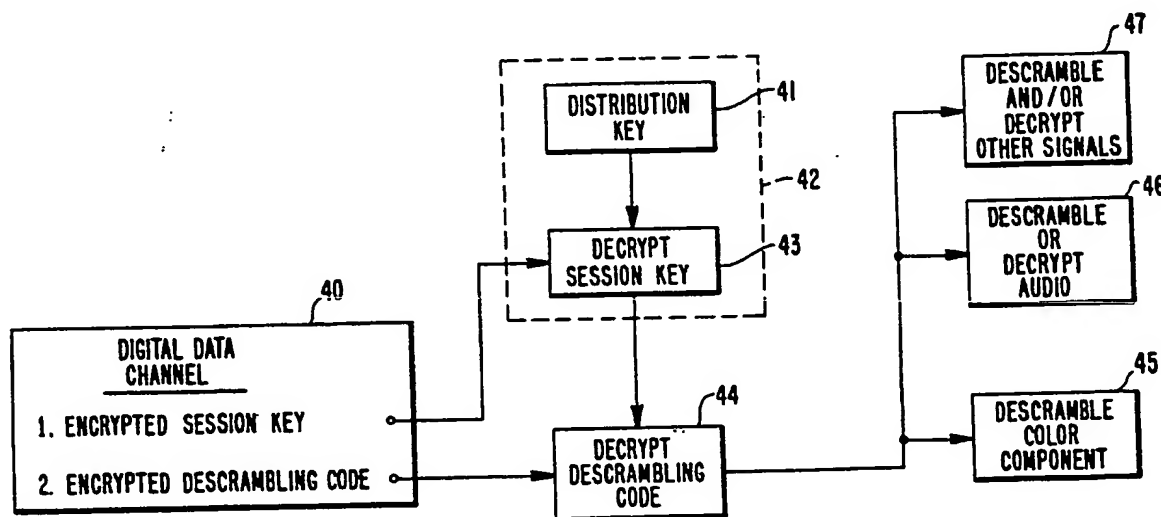 47
DESCRAMBLE
AND/OR
DECRYPT
OTHER SIGNALS
41
DISTRIBUTION
KEY
42
46
DESCRAMBLE
OR
DECRYPT
AUDIO
43
DECRYPT
SESSION KEY
40
DIGITAL DATA
CHANNEL
1. ENCRYPTED SESSION KEY
2. ENCRYPTED DESCRAMBLING CODE
44
DECRYPT
DESCRAMBLING
CODE
45
DESCRAMBLE
COLOR
COMPONENT